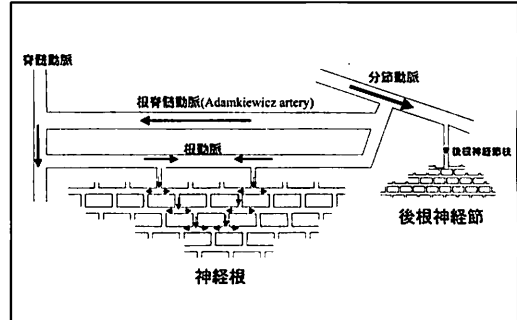 脊髄動脈
分節動脈
根脊髄動脈(Adamkiewicz artery)
根動脈
後根神経節枝
後根神経節
神経根